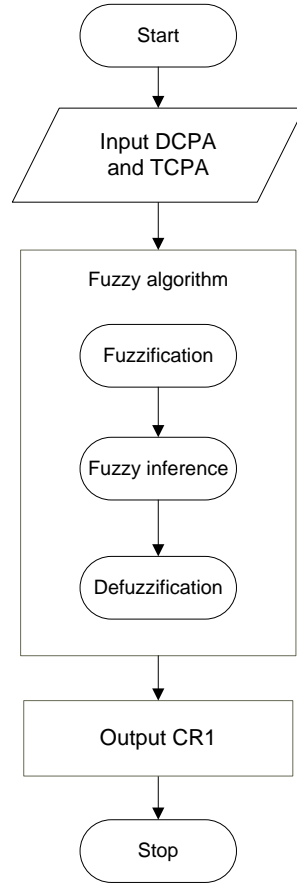 Start
Input DCPA
and TCPA
Fuzzy algorithm
Fuzzification
Fuzzy inference
Defuzzification
Output CR1
Stop